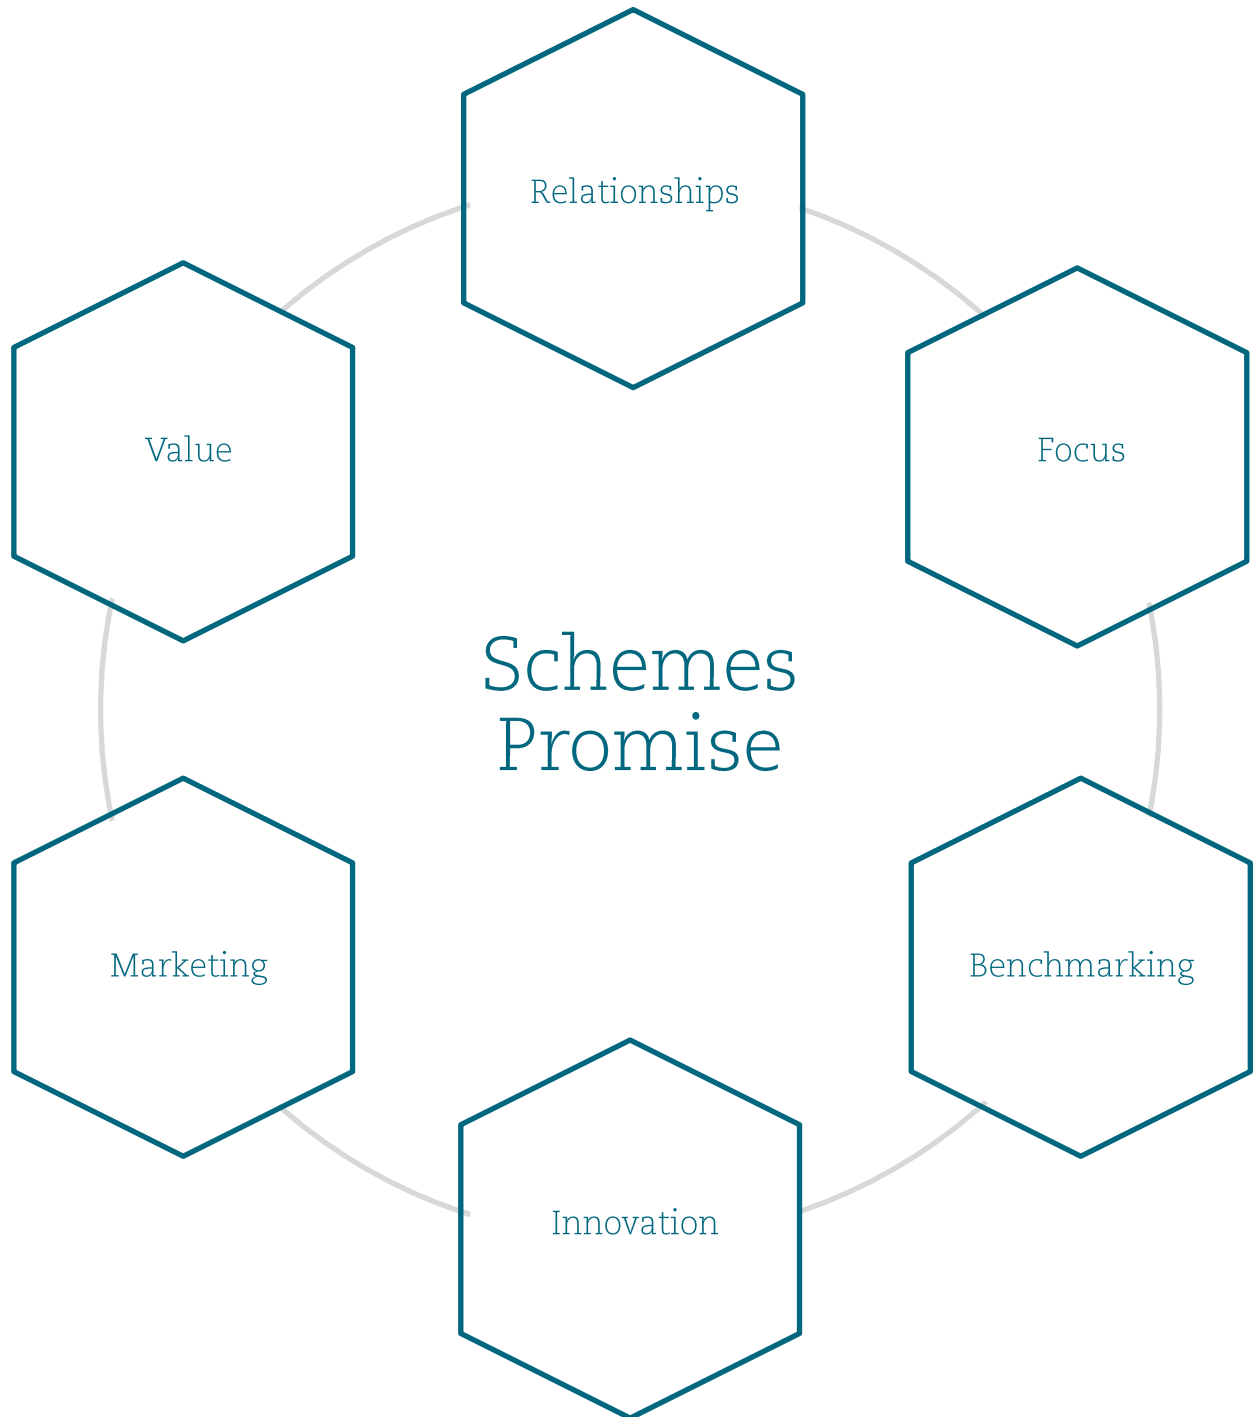 Relationships
Value
Focus
Schemes
Promise
Marketing
Benchmarking
Innovation